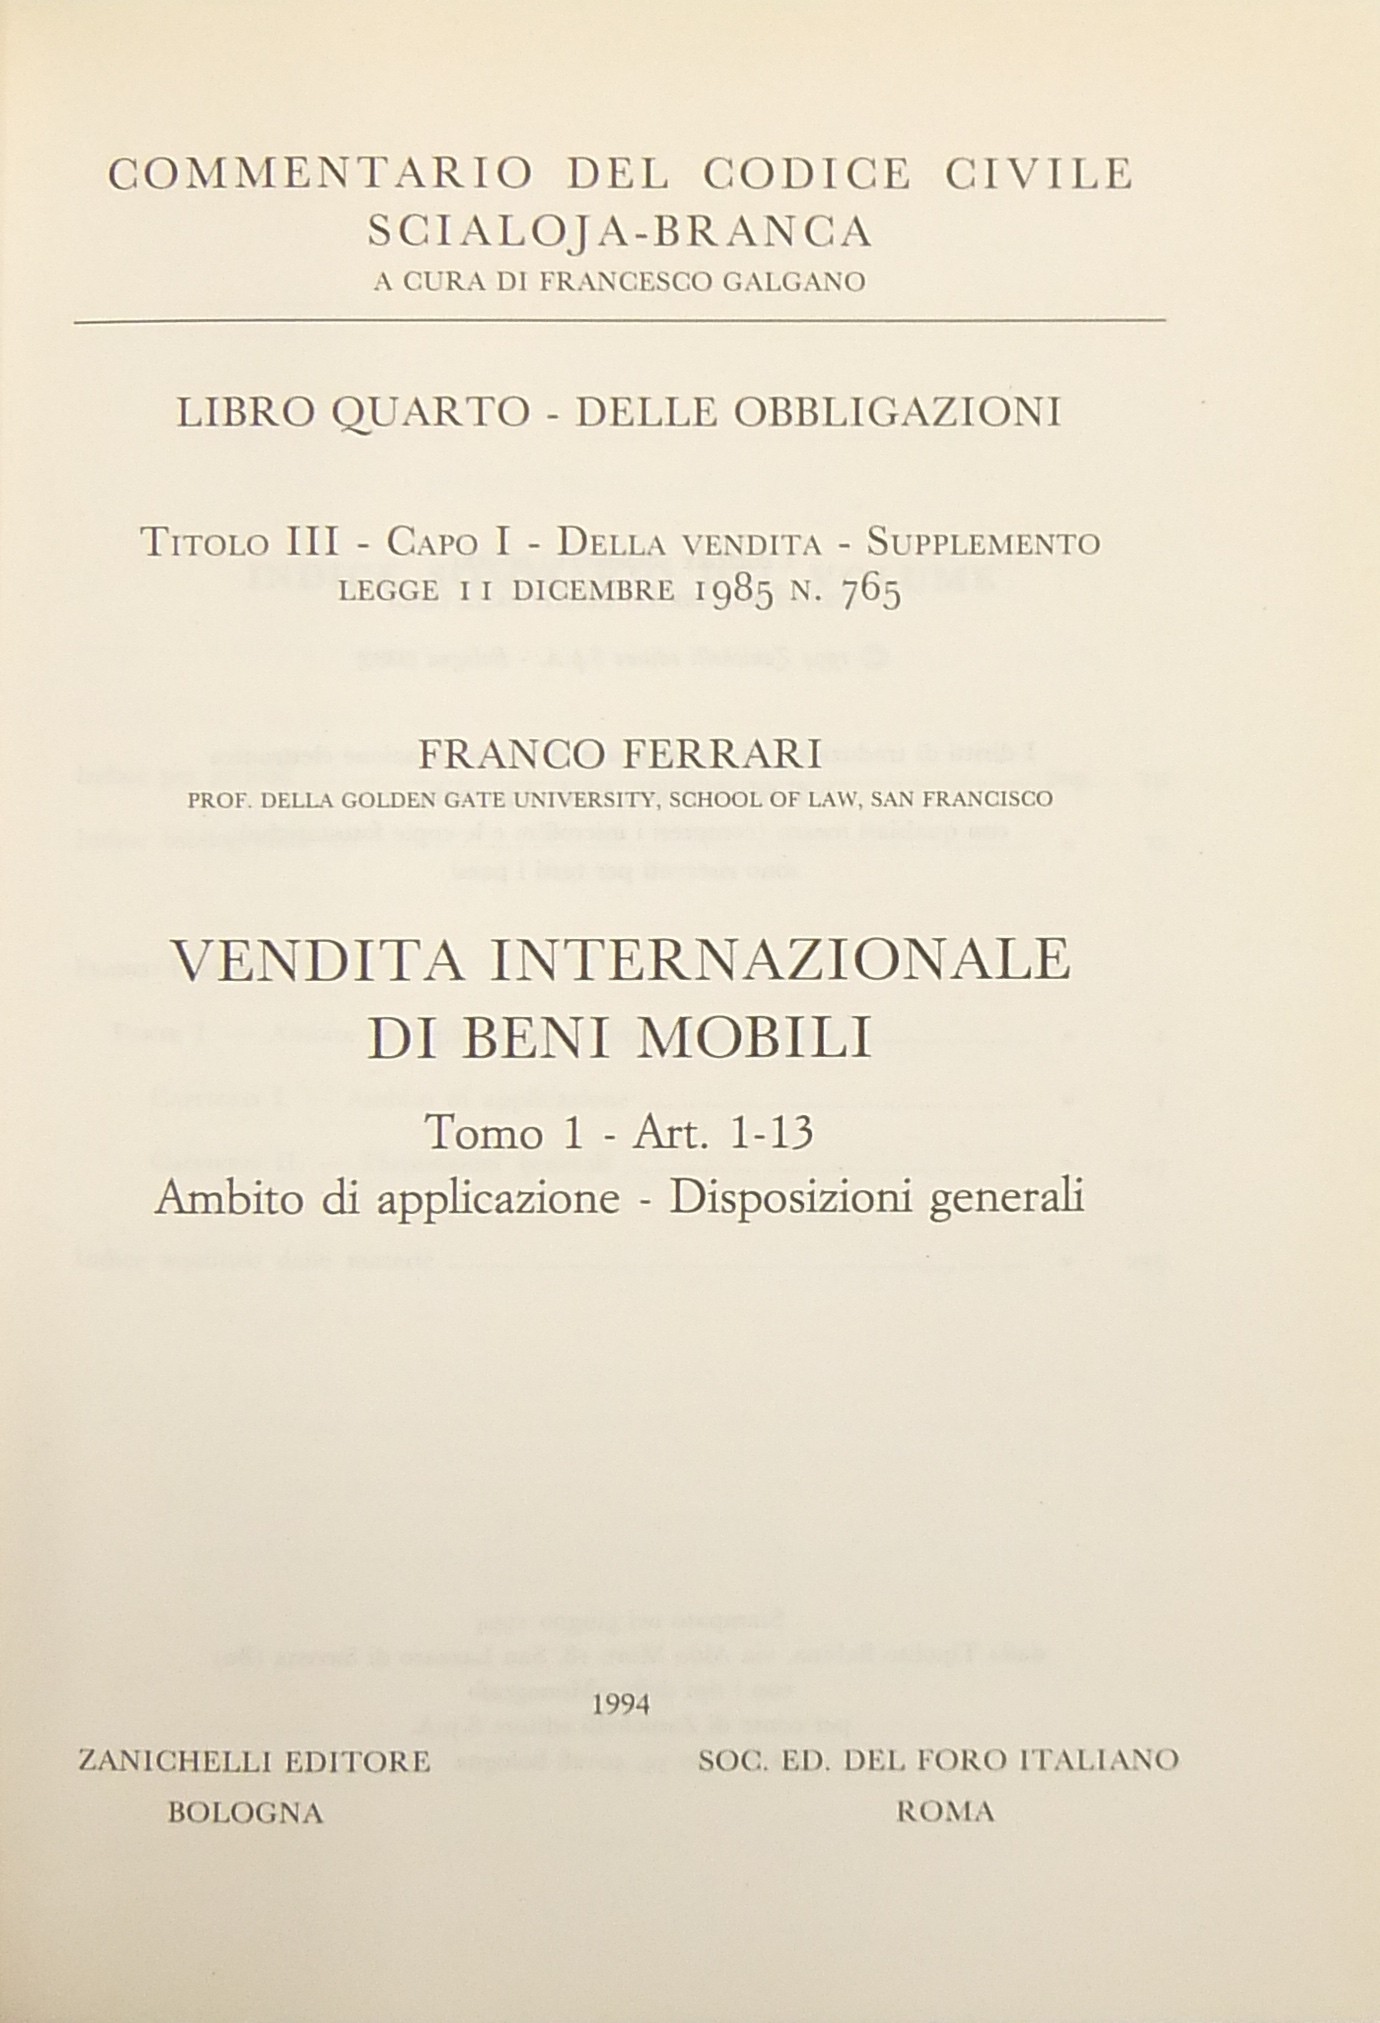 COMMENTARIO DEL CODICE CIVILE
SCIALOJA-BRANCA
A CURA DI FRANCESCO GALGANO
LIBRO QUARTO - DELLE OBBLIGAZIONI
TITOLO III - CAPO I - DELLA VENDITA - SUPPLEMENTO
LEGGE 11 DICEMBRE 1985 N. 765
FRANCO FERRARI
PROF. DELLA GOLDEN GATE UNIVERSITY, SCHOOL OF LAW, SAN FRANCISCO
VENDITA INTERNAZIONALE
DI BENI MOBILI
Tomo 1 - Art. 1-13
Ambito di applicazione - Disposizioni generali
1994
ZANICHELLI EDITORE
BOLOGNA
SOC. ED. DEL FORO ITALIANO
ROMA